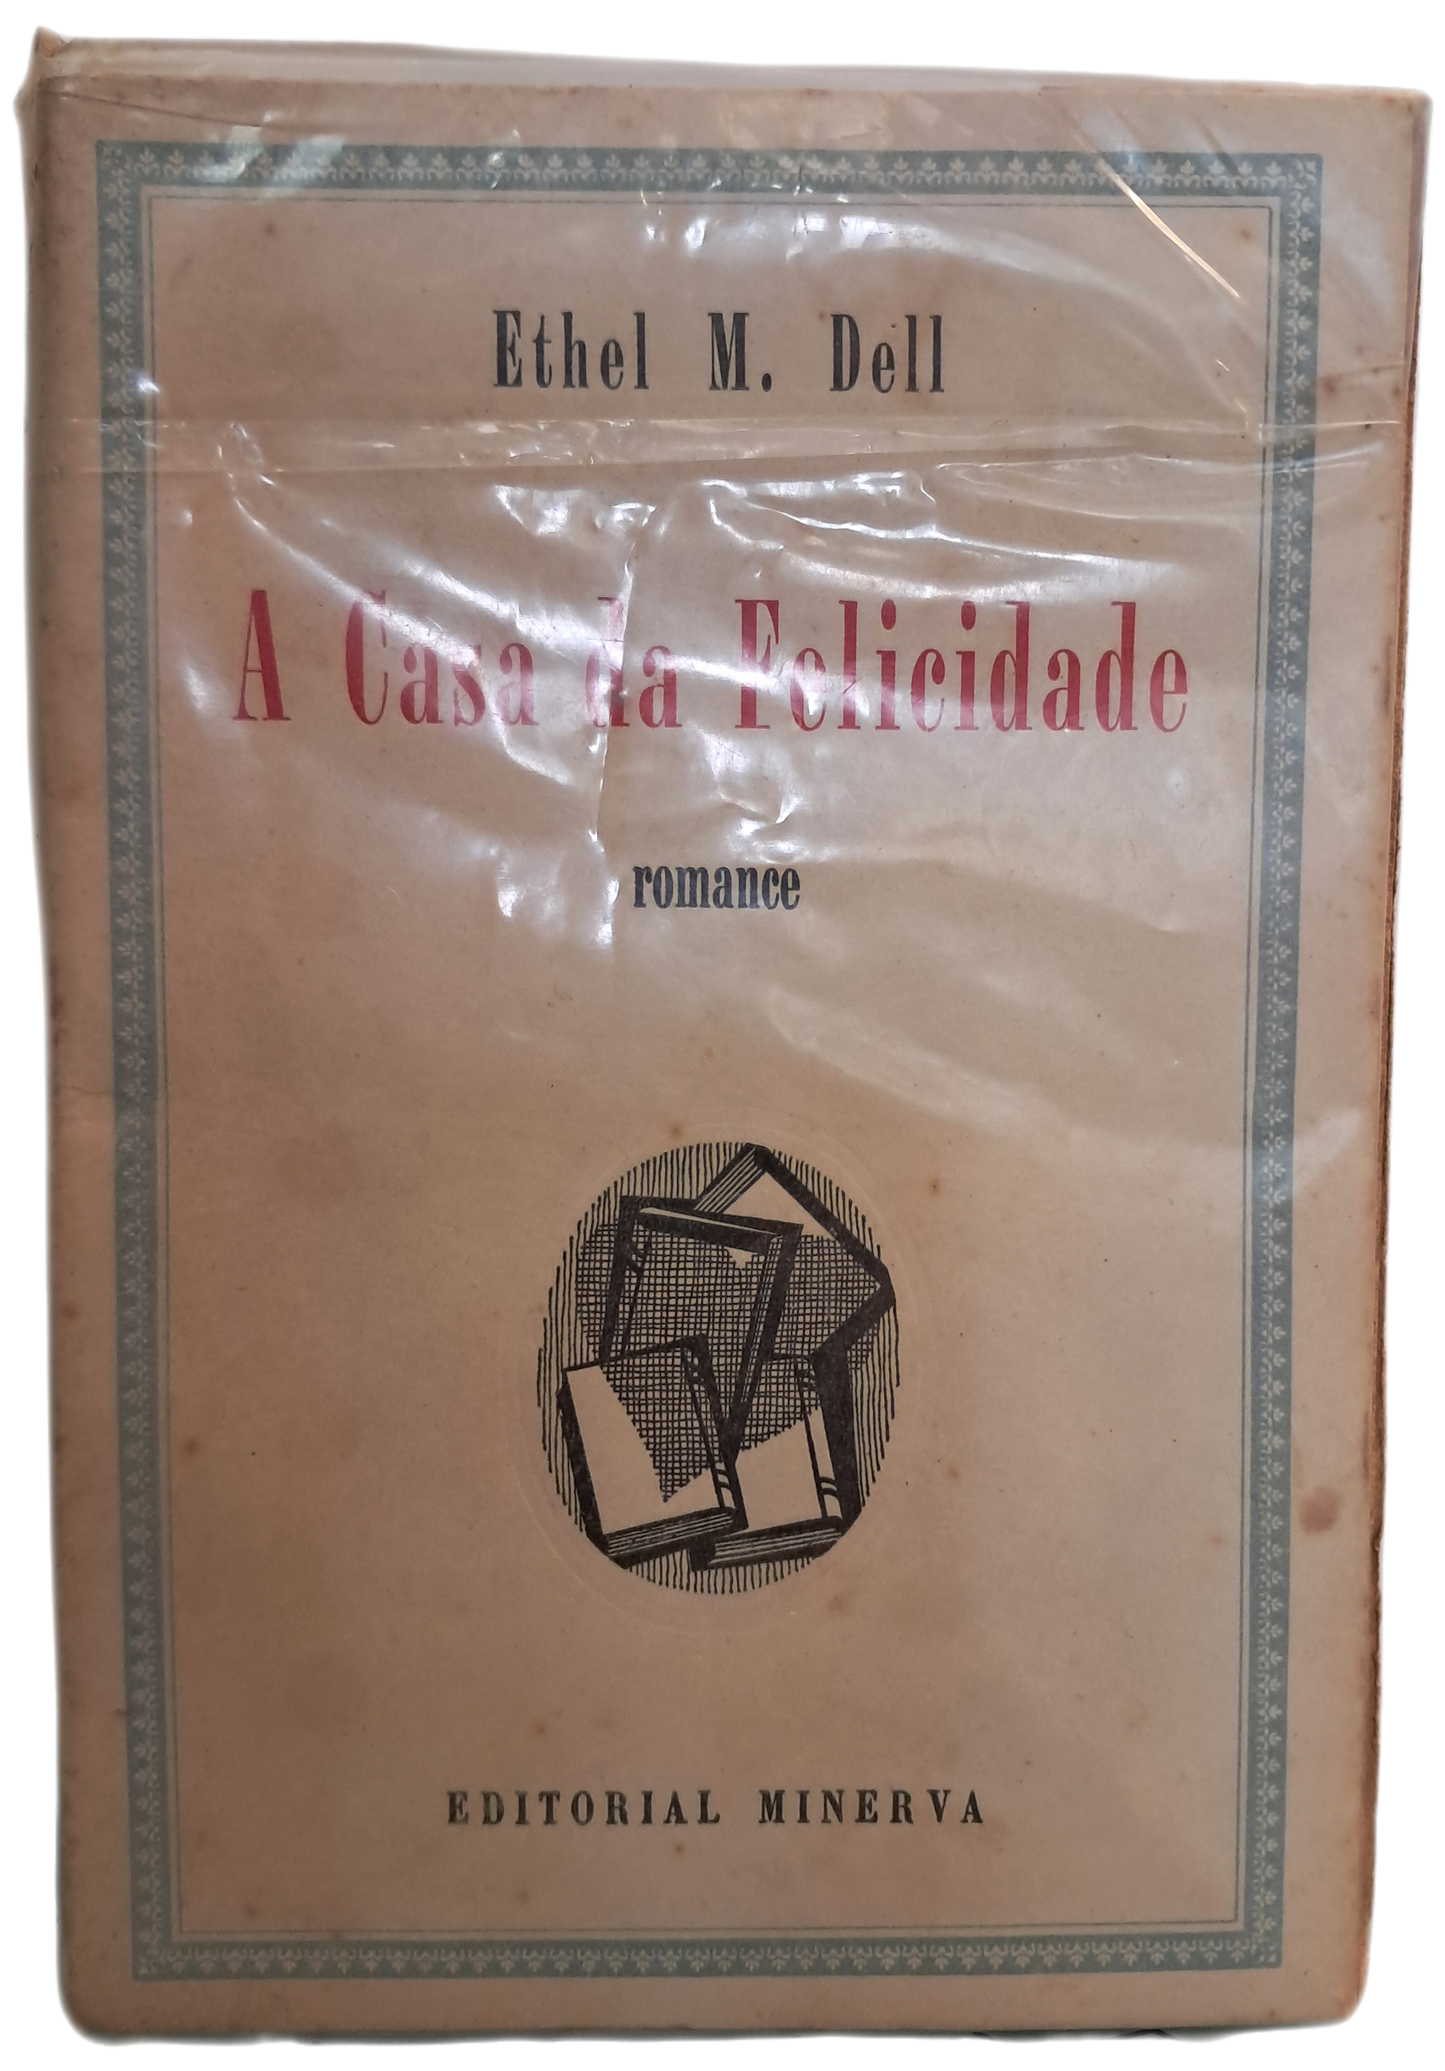 Ethel M. Dell
A Casa da Felicidade
romance
EDITORIAL MINERVA